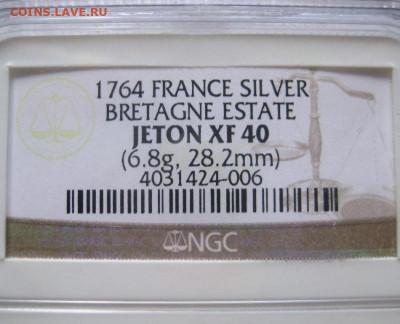 COINS.LAVE.RU
1764 FRANCE SILVER
BRETAGNE ESTATE
JETON XF 40
(6.8g, 28.2mm)
4031424-006
NGC